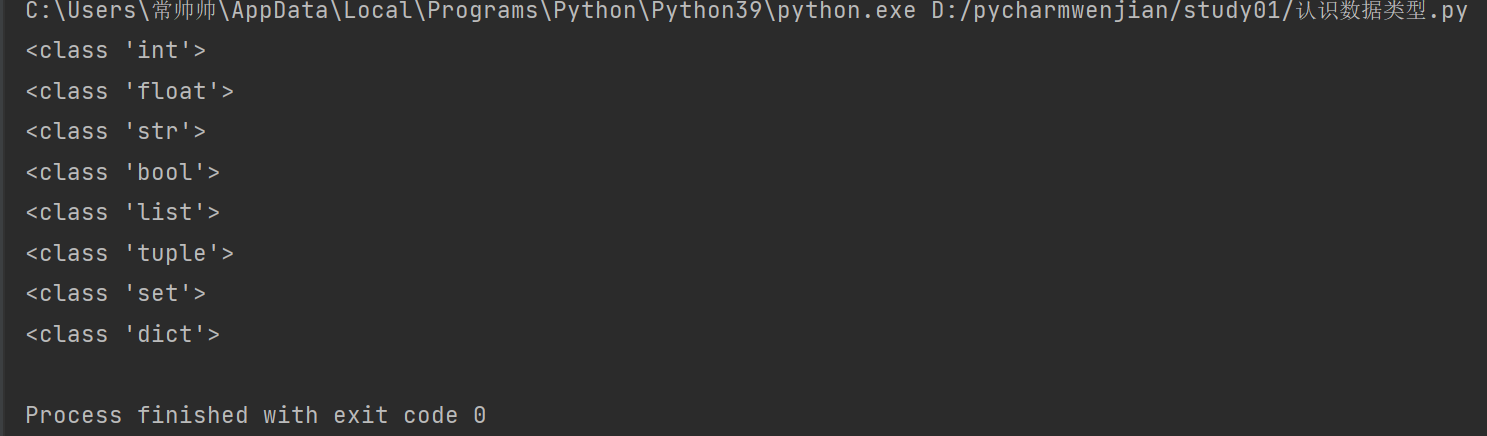 C:\Users\常帅帅\AppData\Local\Programs\Python\Python39\python.exe D:/pycharmwenjian/study01/认识数据类型.py
<class 'int'>
<class 'float'>
<class 'str'>
<class 'bool'>
<class 'list'>
<class 'tuple'>
<class 'set'>
<class 'dict'>
Process finished with exit code 0